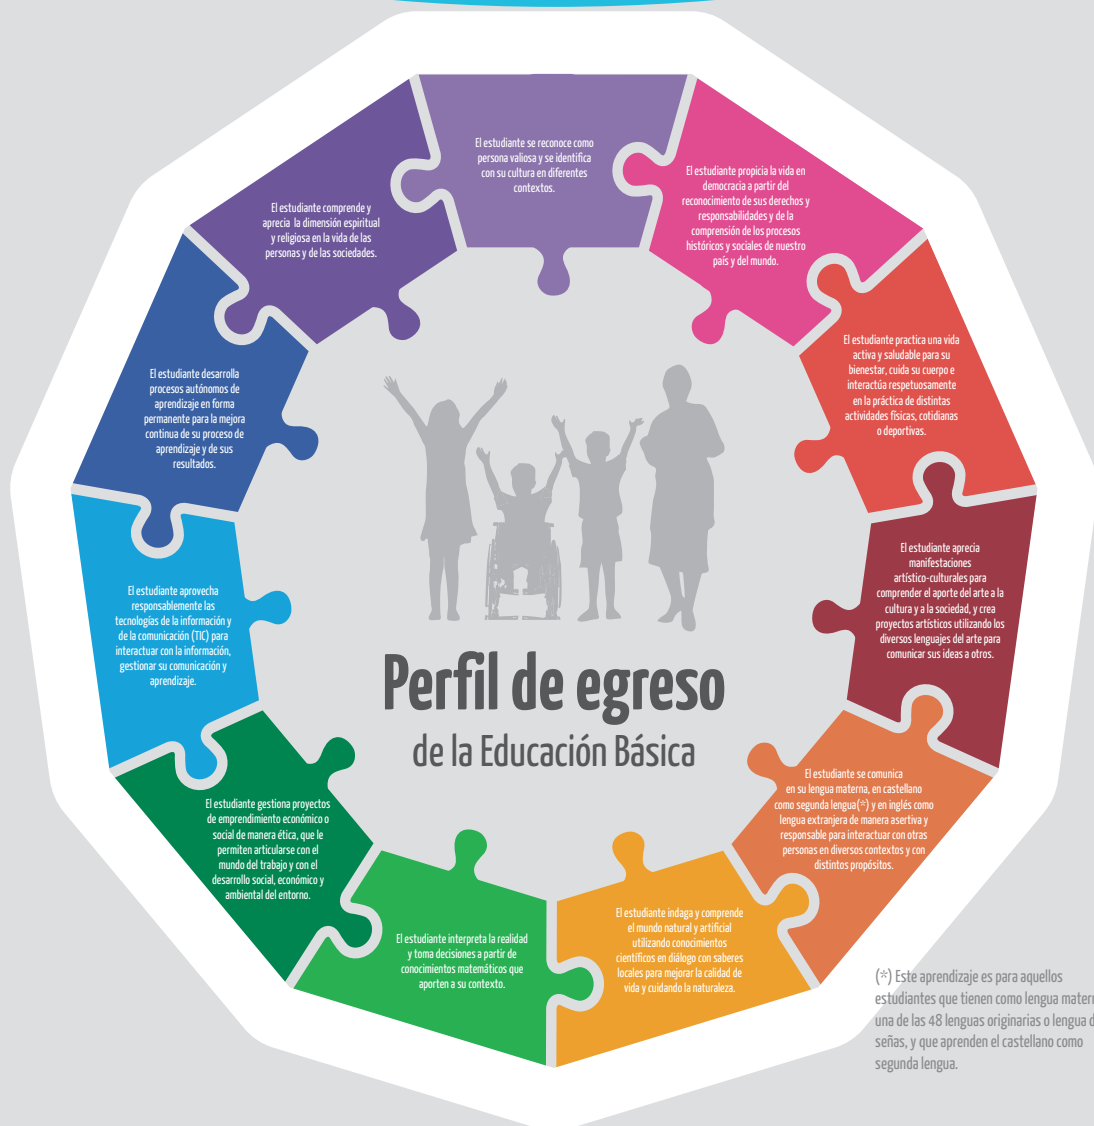 El estudiante se reconoce como
persona valiosa y se identifica
con su cultura en diferentes
contextos.
El estudiante propicia la vida en
democracia a partir del
reconocimiento de sus derechos y
responsabilidades y de la
comprensión de los procesos
históricos y sociales de nuestro
país y del mundo.
El estudiante practica una vida
activa y saludable para su
bienestar, cuida su cuerpo e
interactúa respetuosamente
en la práctica de distintas
actividades físicas, cotidianas
o deportivas.
El estudiante aprecia
manifestaciones
artístico-culturales para
comprender el aporte del arte a la
cultura y a la sociedad, y crea
proyectos artísticos utilizando los
diversos lenguajes del arte para
comunicar sus ideas a otros.
El estudiante se comunica
en su lengua materna, en castellano
como segunda lengua(*) y en inglés como
lengua extranjera de manera asertiva y
responsable para interactuar con otras
personas en diversos contextos y con
distintos propósitos.
El estudiante indaga y comprende
el mundo natural y artificial
utilizando conocimientos
científicos en diálogo con saberes
locales para mejorar la calidad de
vida y cuidando la naturaleza.
El estudiante interpreta la realidad
y toma decisiones a partir de
conocimientos matemáticos que
aporten a su contexto.
El estudiante gestiona proyectos
de emprendimiento económico o
social de manera ética, que le
permiten articularse con el
mundo del trabajo y con el
desarrollo social, económico y
ambiental del entorno.
El estudiante aprovecha
responsablemente las
tecnologías de la información y
de la comunicación (TIC) para
interactuar con la información,
gestionar su comunicación y
aprendizaje.
El estudiante desarrolla
procesos autónomos de
aprendizaje en forma
permanente para la mejora
continua de su proceso de
aprendizaje y de sus
resultados.
El estudiante comprende y
aprecia la dimensión espiritual
y religiosa en la vida de las
personas y de las sociedades.
Perfil de egreso
de la Educación Básica
(*) Este aprendizaje es para aquellos
estudiantes que tienen como lengua mater
una de las 48 lenguas originarias o lengua d
señas, y que aprenden el castellano como
segunda lengua.